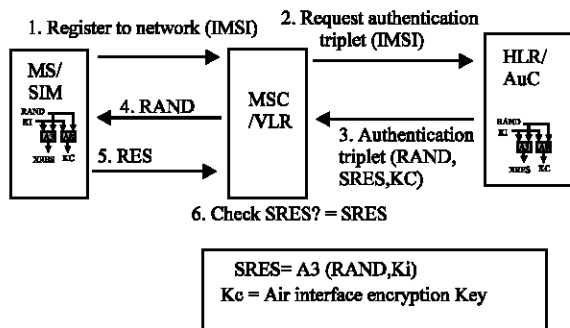 1. Register to network (IMSI)
2. Request authentication
triplet (IMSI)
MS/
SIM
RAND
KI
A3
A8
XRES
KC
4. RAND
5. RES
MSC
/VLR
3. Authentication
triplet (RAND,
SRES,KC)
HLR/
AuC
RAND
KI
XRES
KC
6. Check SRES? = SRES
SRES= A3 (RAND,Ki)
Kc = Air interface encryption Key